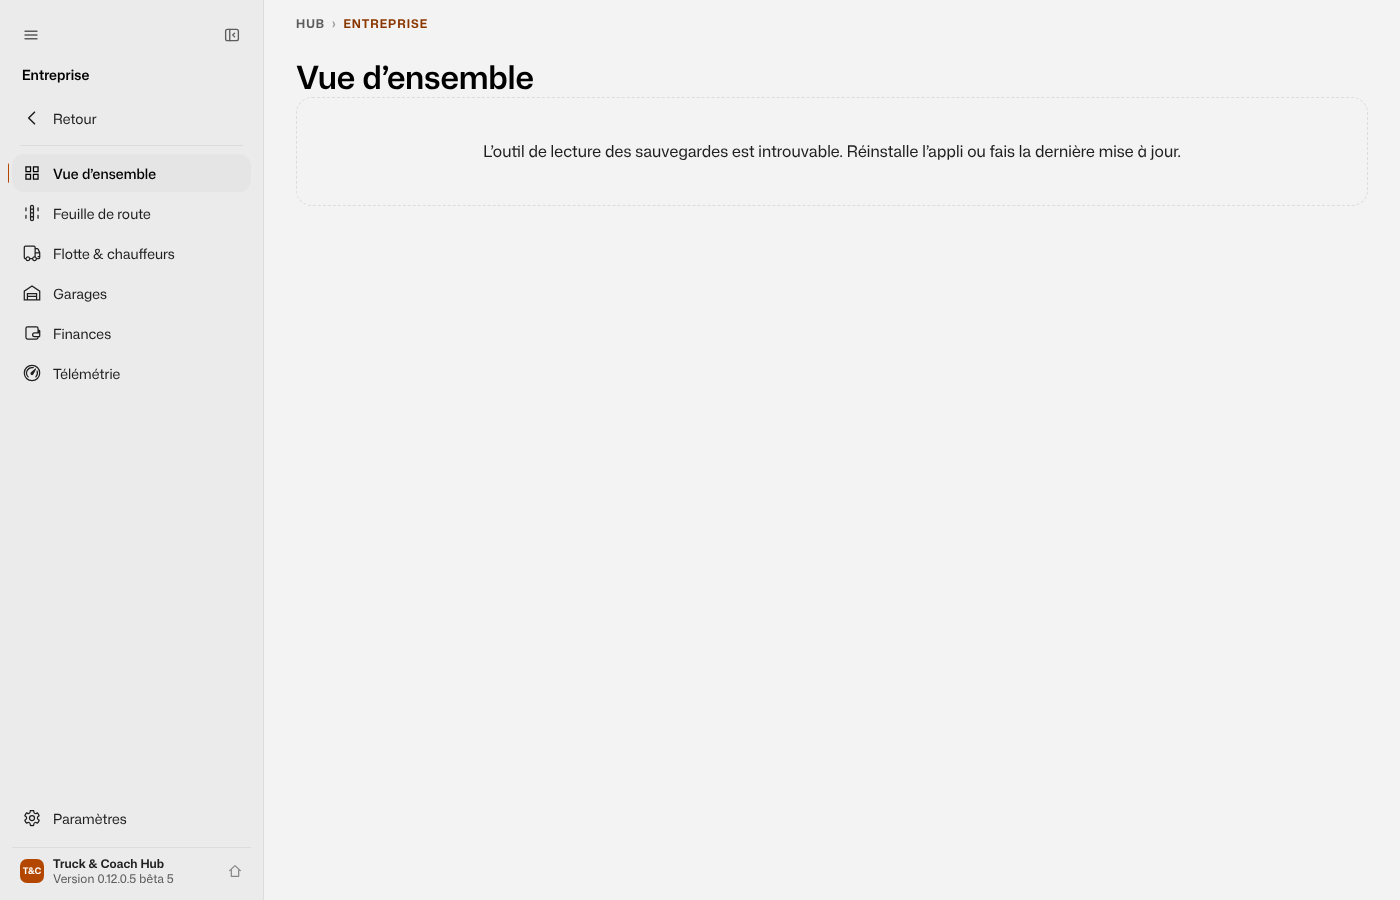 Entreprise
Retour
Vue d’ensemble
Feuille de route
Flotte & chauffeurs
Garages
Finances
Télémétrie
Paramètres
T&C
Truck & Coach Hub
Version 0.12.0.5 bêta 5
HUB › ENTREPRISE
Vue d’ensemble
L’outil de lecture des sauvegardes est introuvable. Réinstalle l’appli ou fais la dernière mise à jour.